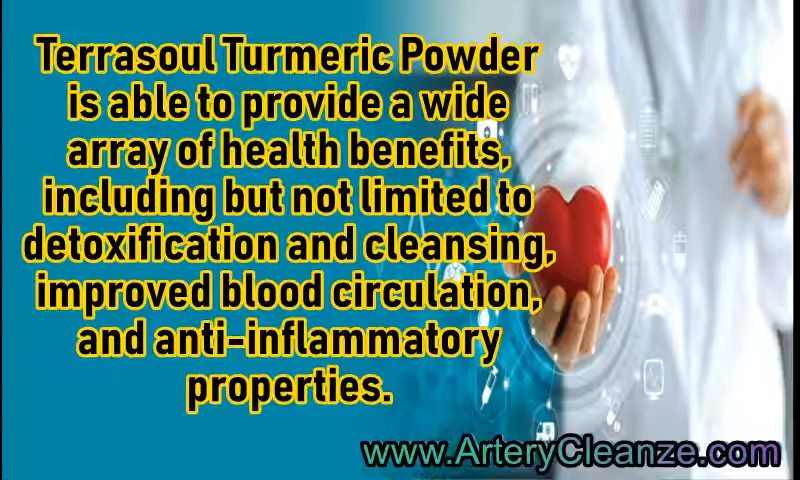 Terrasoul Turmeric Powder
is able to provide a wide
array of health benefits,
including but not limited to
detoxification and cleansing,
improved blood circulation,
and anti-inflammatory
properties.
www.ArteryCleanze.com